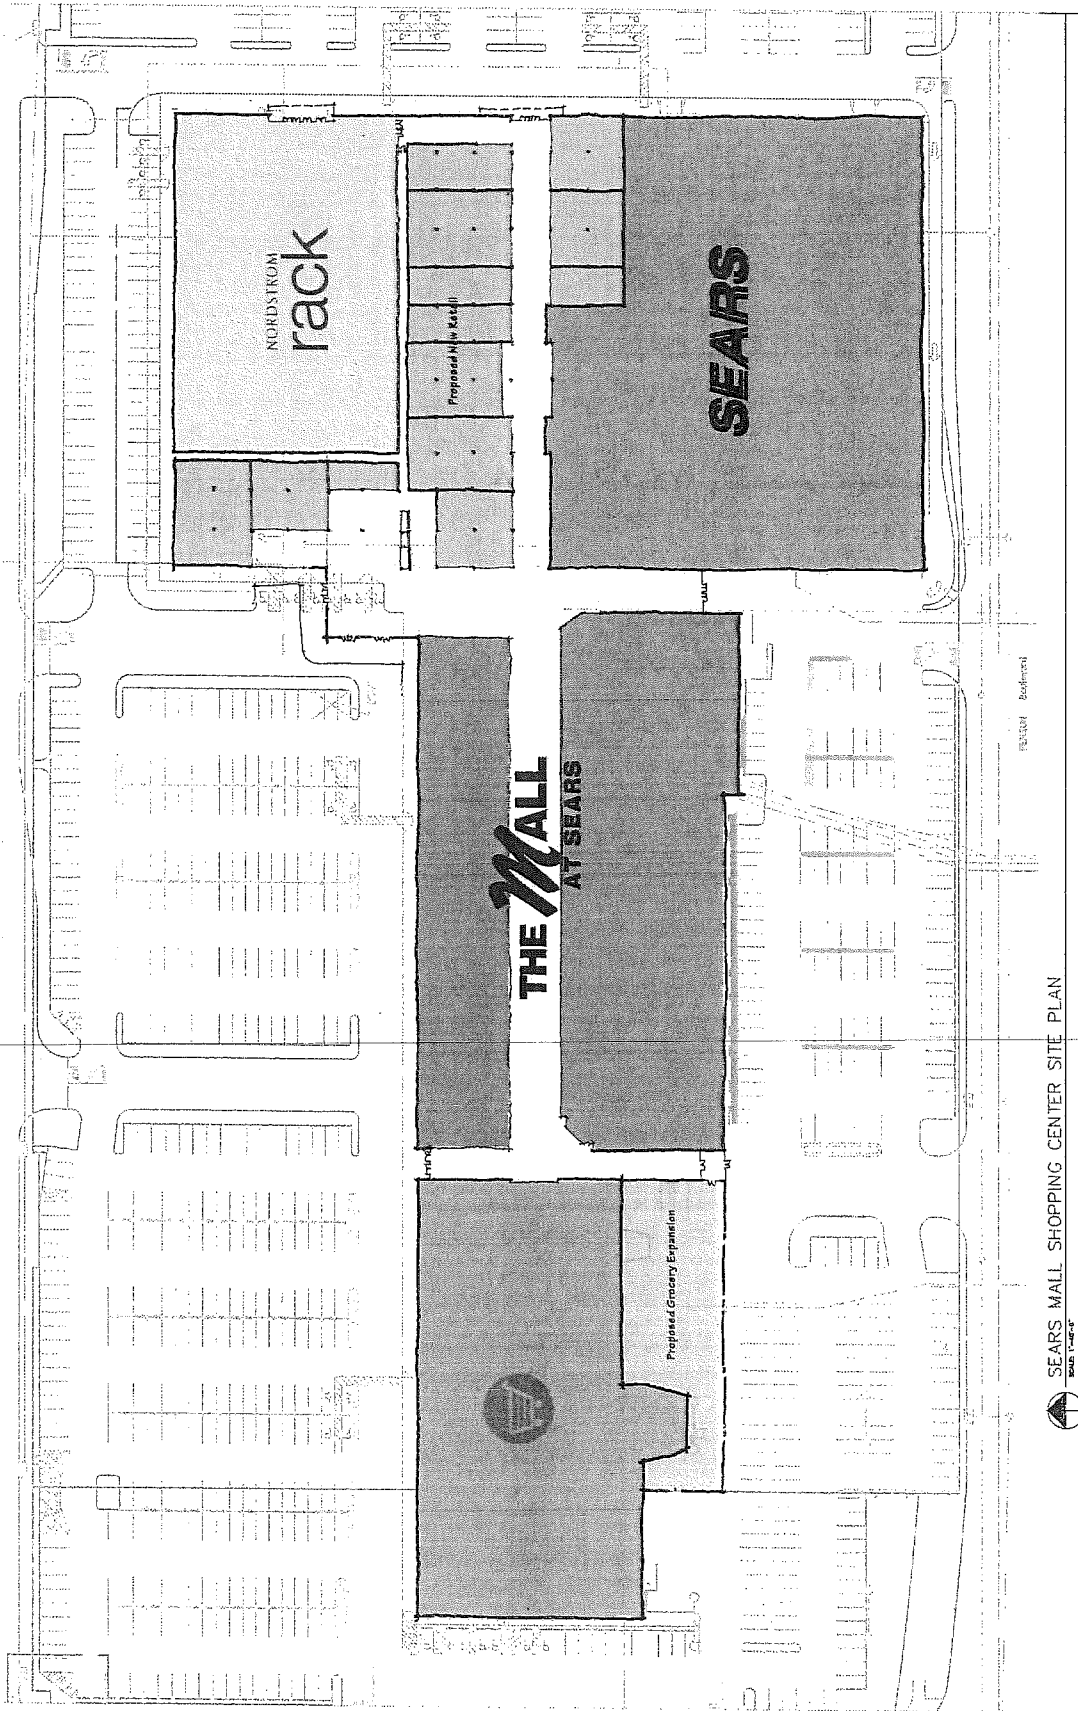 NORDSTROM
rack
Proposed New Retail
SEARS
THE MALL
AT SEARS
Proposed Grocery Expansion
SEARS MALL SHOPPING CENTER SITE PLAN